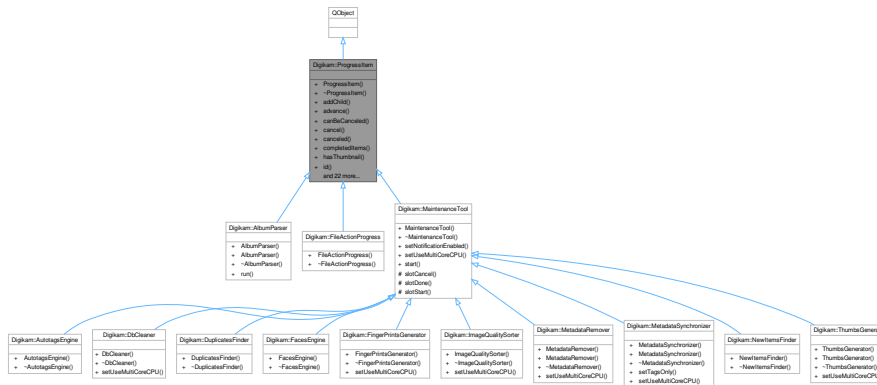 QObject
Digikam::ProgressItem
+ ProgressItem()
+ ~ProgressItem()
+ addChild()
+ advance()
+ canBeCanceled()
+ cancel()
+ canceled()
+ completedItems()
+ hasThumbnail()
+ id()
and 22 more...
Digikam::AlbumParser
+ AlbumParser()
+ AlbumParser()
+ ~AlbumParser()
+ run()
Digikam::FileActionProgress
+ FileActionProgress()
+ ~FileActionProgress()
Digikam::MaintenanceTool
+ MaintenanceTool()
+ ~MaintenanceTool()
+ setNotificationEnabled()
+ setUseMultiCoreCPU()
+ start()
# slotCancel()
# slotDone()
# slotStart()
Digikam::AutotagsEngine
+ AutotagsEngine()
+ ~AutotagsEngine()
Digikam::DbCleaner
+ DbCleaner()
+ ~DbCleaner()
+ setUseMultiCoreCPU()
Digikam::DuplicatesFinder
+ DuplicatesFinder()
+ ~DuplicatesFinder()
Digikam::FacesEngine
+ FacesEngine()
+ ~FacesEngine()
Digikam::FingerPrintsGenerator
+ FingerPrintsGenerator()
+ ~FingerPrintsGenerator()
+ setUseMultiCoreCPU()
Digikam::ImageQualitySorter
+ ImageQualitySorter()
+ ~ImageQualitySorter()
+ setUseMultiCoreCPU()
Digikam::MetadataRemover
+ MetadataRemover()
+ MetadataRemover()
+ ~MetadataRemover()
+ setUseMultiCoreCPU()
Digikam::MetadataSynchronizer
+ MetadataSynchronizer()
+ MetadataSynchronizer()
+ ~MetadataSynchronizer()
+ setTagsOnly()
+ setUseMultiCoreCPU()
Digikam::NewItemsFinder
+ NewItemsFinder()
+ ~NewItemsFinder()
Digikam::ThumbsGenera
+ ThumbsGenerator()
+ ThumbsGenerator()
+ ~ThumbsGenerator()
+ setUseMultiCoreCPU